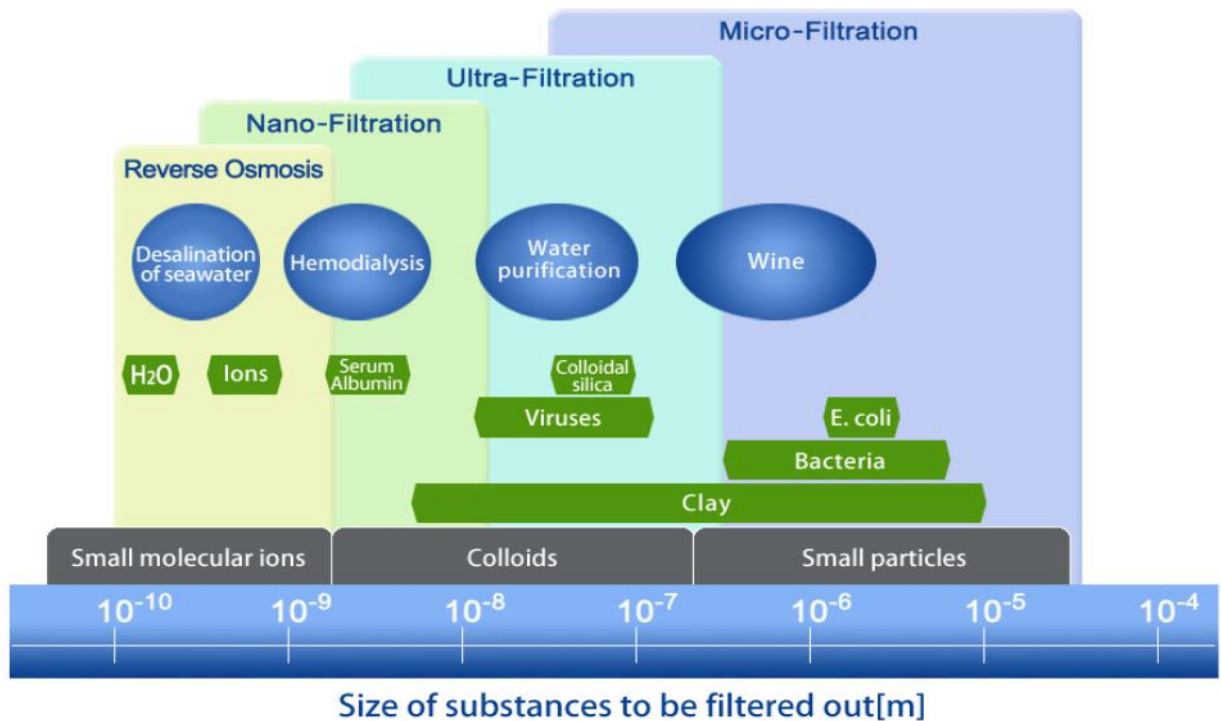 Micro-Filtration
Ultra-Filtration
Nano-Filtration
Reverse Osmosis
Desalination
of seawater
Hemodialysis
Water
purification
Wine
H₂O
Ions
Serum
Albumin
Colloidal
silica
Viruses
E. coli
Bacteria
Clay
Small molecular ions
Colloids
Small particles
10⁻¹⁰ 10⁻⁹ 10⁻⁸ 10⁻⁷ 10⁻⁶ 10⁻⁵ 10⁻⁴
Size of substances to be filtered out[m]